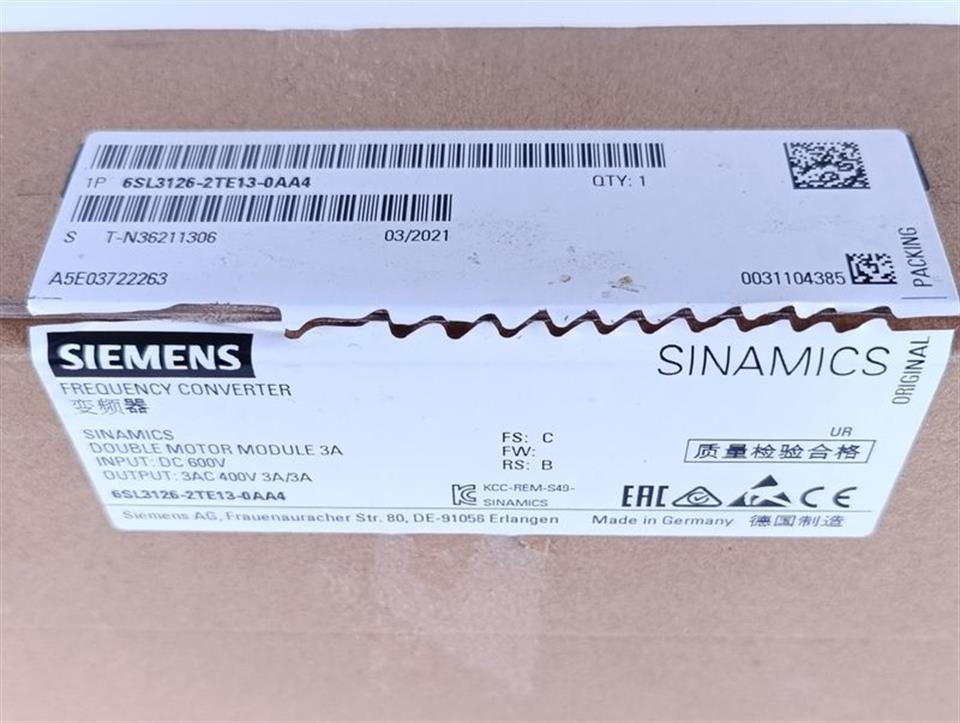 1P 6SL3126-2TE13-0AA4 QTY: 1
S T-N36211306 03/2021
A5E03722263 0031104385
ORIGINAL PACKING
SIEMENS SINAMICS
FREQUENCY CONVERTER
变频器
SINAMICS
DOUBLE MOTOR MODULE 3A
INPUT: DC 600V
OUTPUT: 3AC 400V 3A/3A
6SL3126-2TE13-0AA4
FS: C
FW:
RS: B
KCC-REM-S49-
SINAMICS
UR
质量检验合格
EAC CE
Siemens AG, Frauenauracher Str. 80, DE-91056 Erlangen Made in Germany 德国制造